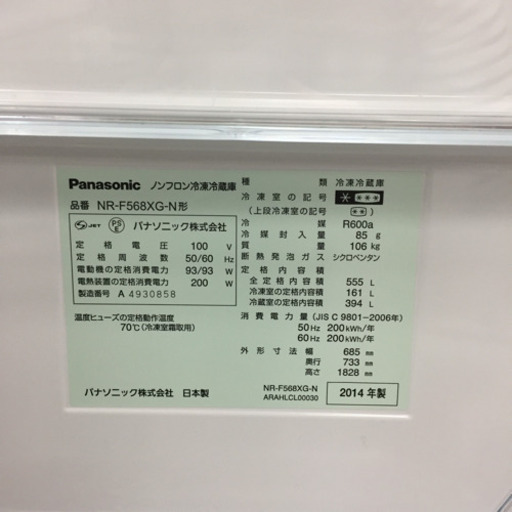 Panasonic ノンフロン冷凍冷蔵庫
品番 NR-F568XG-N形
JET PS E パナソニック株式会社
定格電圧 100 V
定格周波数 50/60 Hz
電動機の定格消費電力 93/93 W
電熱装置の定格消費電力 200 W
製造番号 A 4930858
温度ヒューズの定格動作温度
70℃(冷凍室霜取用)
パナソニック株式会社 日本製
種類 冷凍冷蔵庫
冷凍室の記号 ****
(上段冷凍室の記号 **)
冷媒 R600a
冷媒封入量 85 g
質量 106 kg
断熱発泡ガス シクロペンタン
定格内容積
全定格内容積 555 L
冷凍室の定格内容積 161 L
冷蔵室の定格内容積 394 L
消費電力量(JIS C 9801-2006年)
50Hz 200kWh/年
60Hz 200kWh/年
外形寸法 幅 685 mm
奥行 733 mm
高さ 1828 mm
NR-F568XG-N
ARAHLCL00030
2014年製